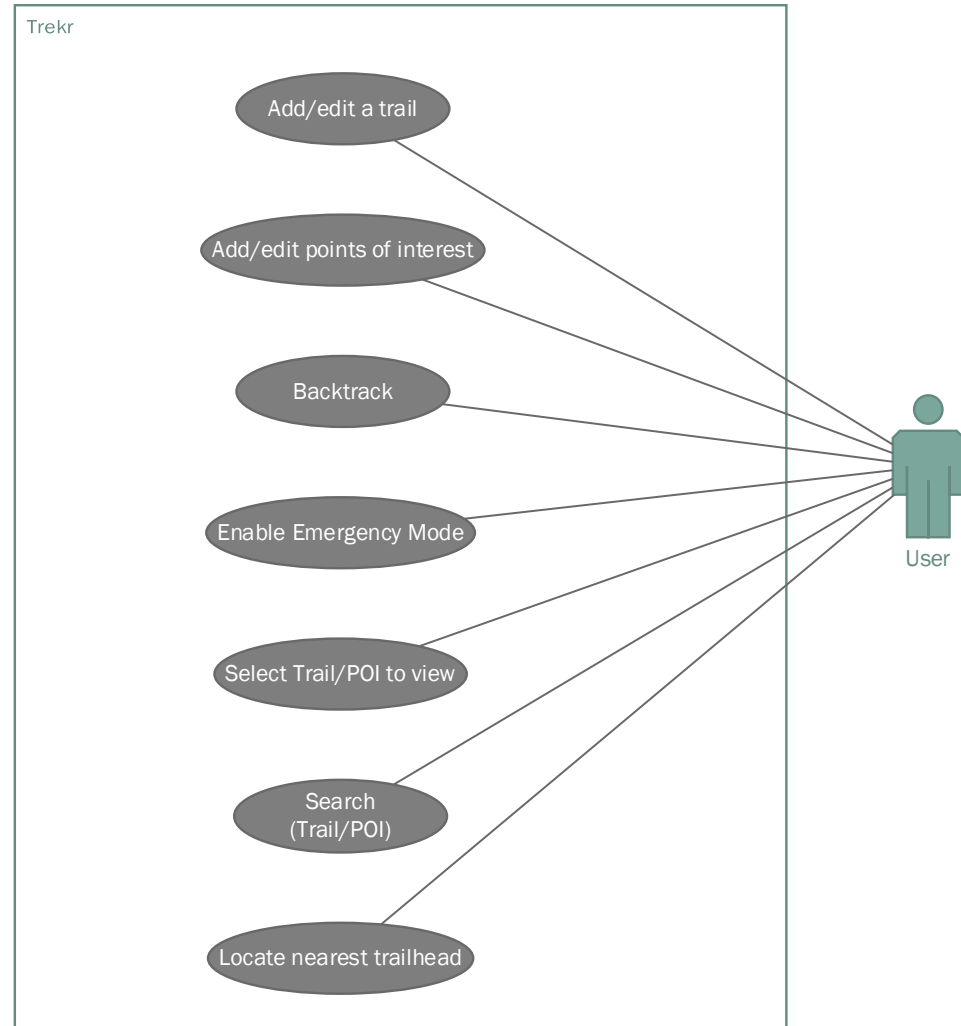 Trekr
Add/edit a trail
Add/edit points of interest
Backtrack
Enable Emergency Mode
User
Select Trail/POI to view
Search
(Trail/POI)
Locate nearest trailhead